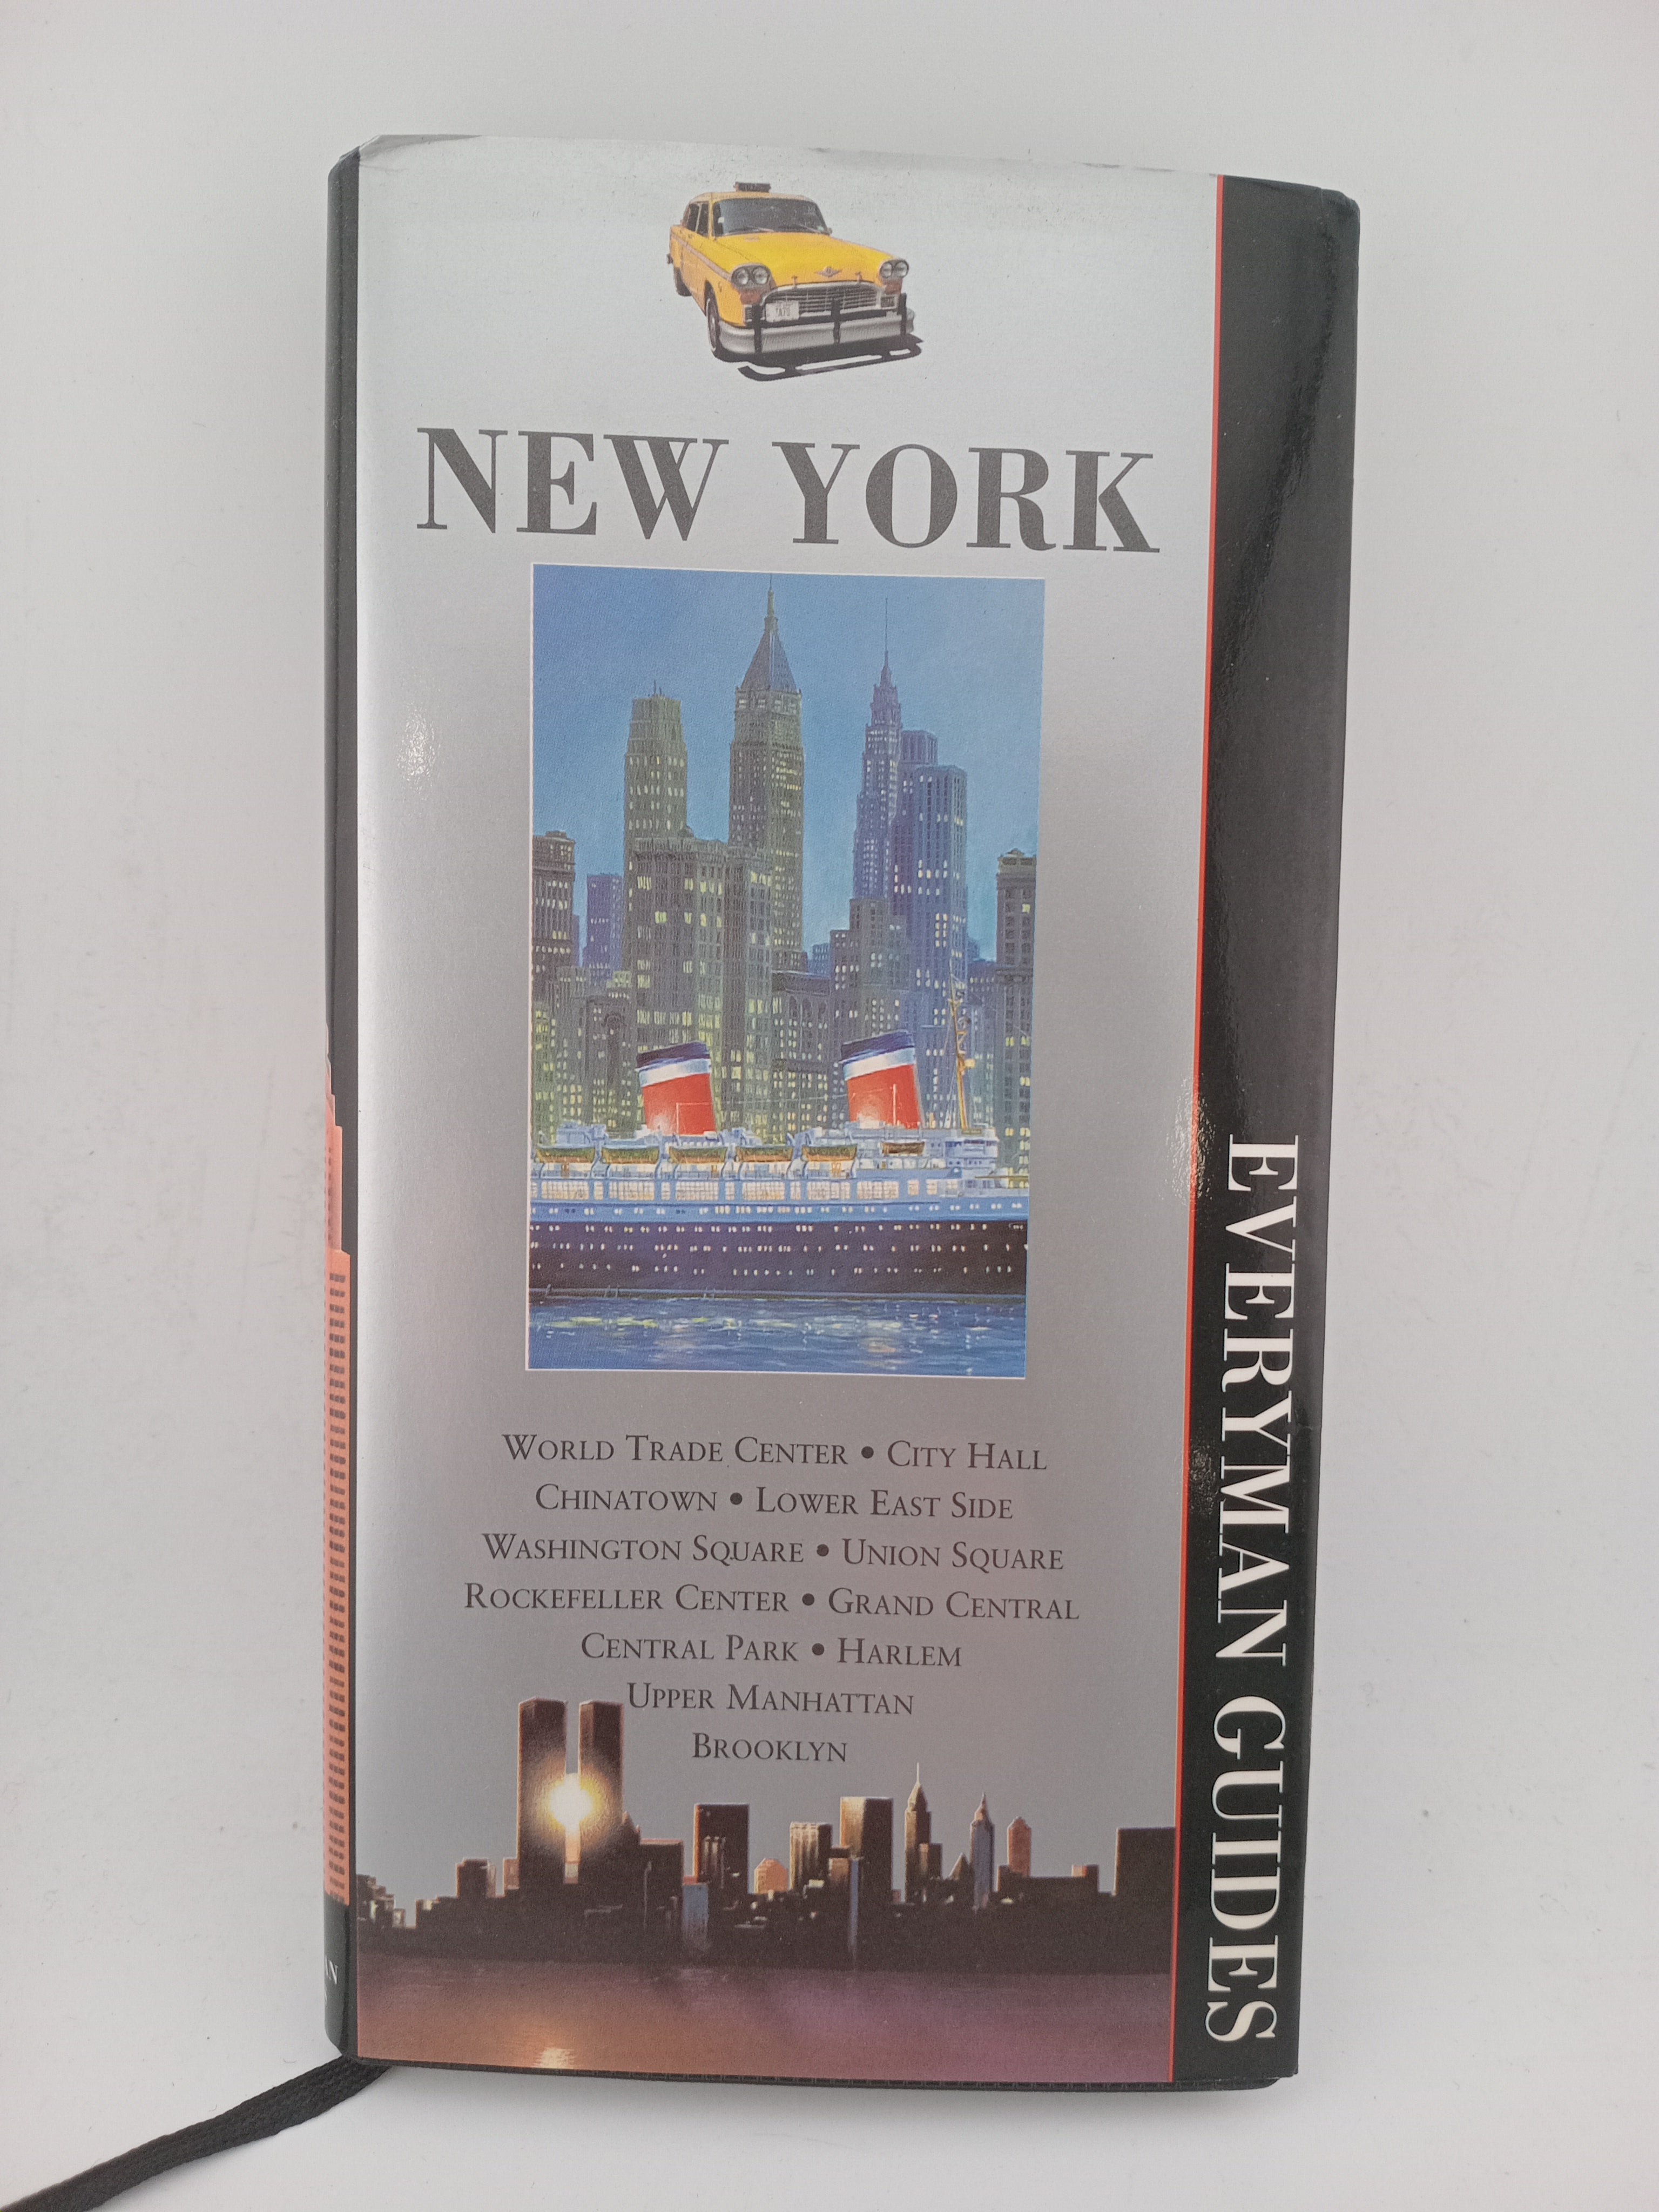 NEW YORK
WORLD TRADE CENTER • CITY HALL
CHINATOWN • LOWER EAST SIDE
WASHINGTON SQUARE • UNION SQUARE
ROCKEFELLER CENTER • GRAND CENTRAL
CENTRAL PARK • HARLEM
UPPER MANHATTAN
BROOKLYN
EVERYMAN GUIDES